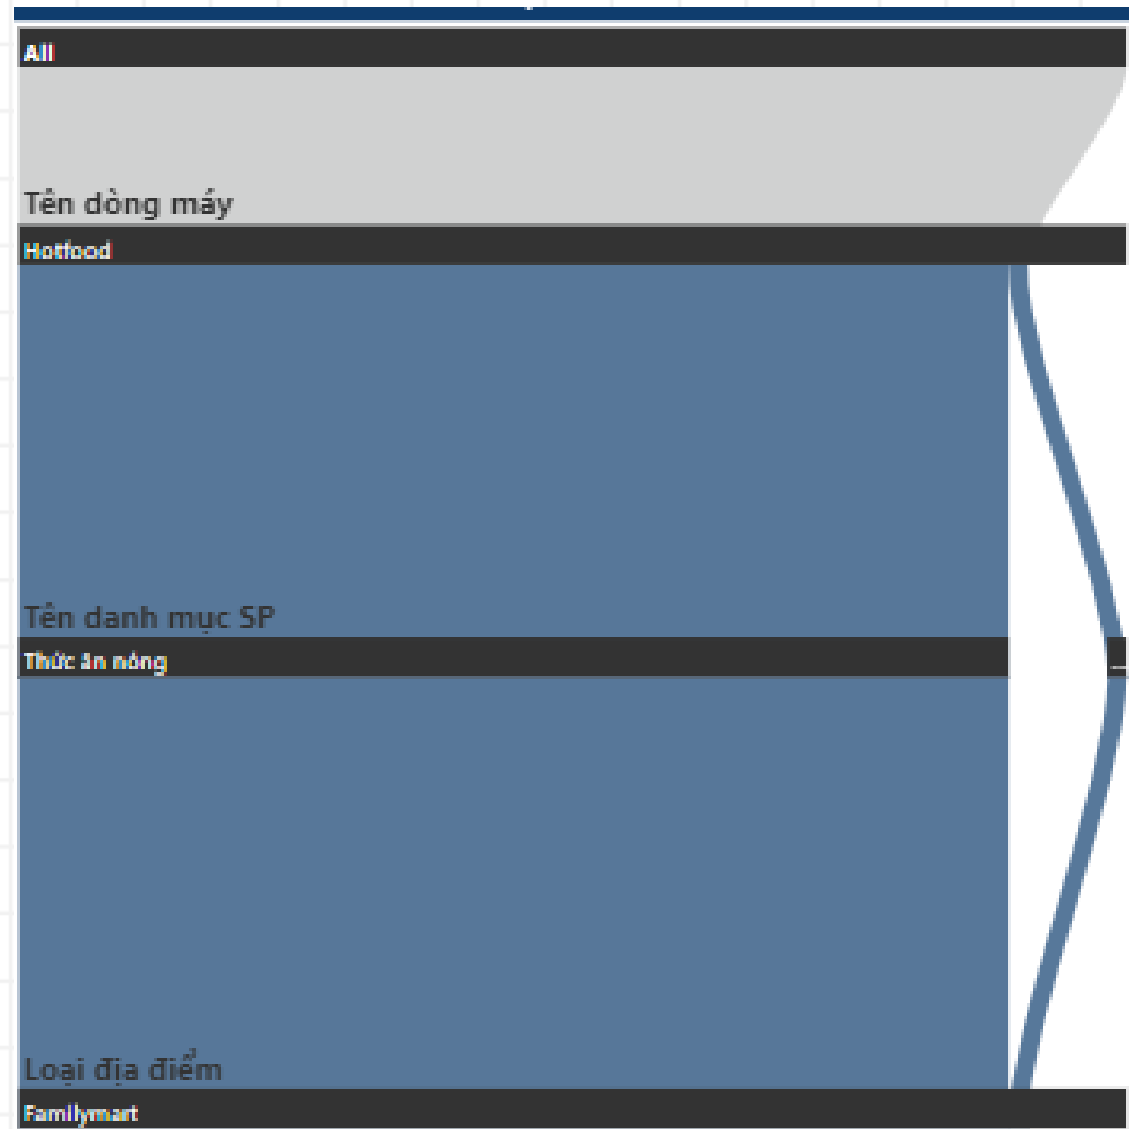 All
Tên dòng máy
Hotfood
Tên danh mục SP
Thức ăn nóng
Loại địa điểm
Familymart